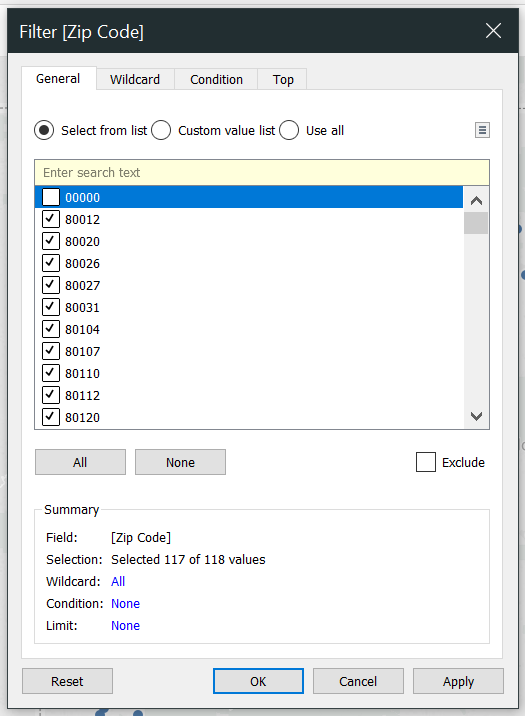 Filter [Zip Code]
General Wildcard Condition Top
Select from list Custom value list Use all
Enter search text
00000
80012
80020
80026
80027
80031
80104
80107
80110
80112
80120
All None Exclude
Summary
Field: [Zip Code]
Selection: Selected 117 of 118 values
Wildcard: All
Condition: None
Limit: None
Reset OK Cancel Apply